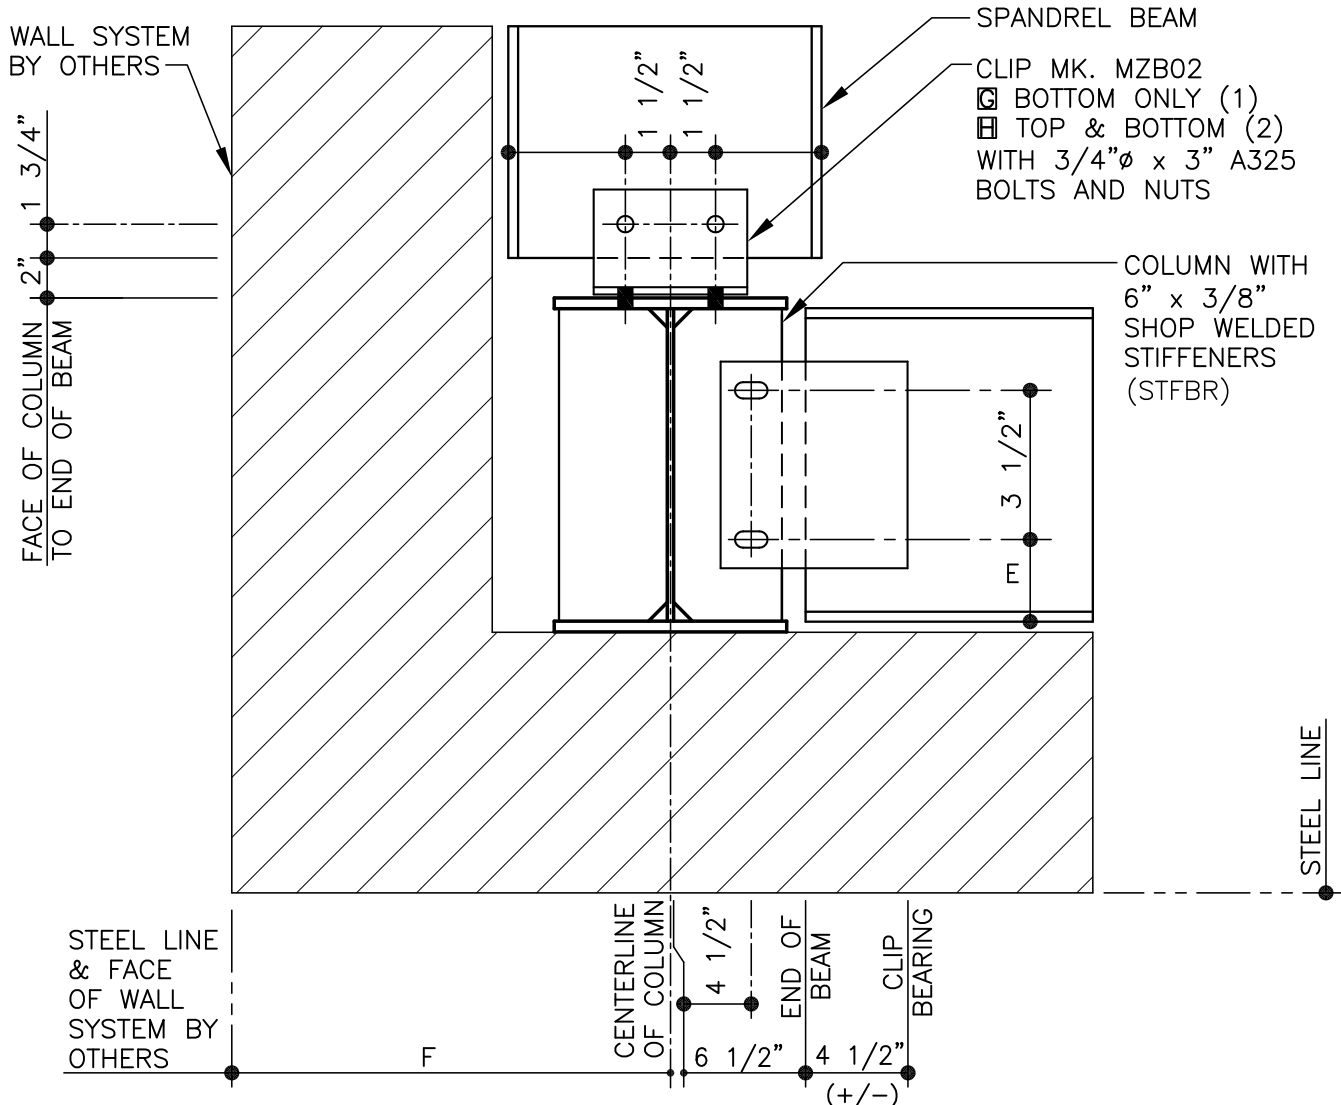 WALL SYSTEM
BY OTHERS
SPANDREL BEAM
CLIP MK. MZB02
G BOTTOM ONLY (1)
H TOP & BOTTOM (2)
WITH 3/4"ø x 3" A325
BOLTS AND NUTS
1 1/2"
1 1/2"
1 3/4"
2"
FACE OF COLUMN
TO END OF BEAM
COLUMN WITH
6" x 3/8"
SHOP WELDED
STIFFENERS
(STFBR)
3 1/2"
E
STEEL LINE
STEEL LINE
& FACE
OF WALL
SYSTEM BY
OTHERS
F
CENTERLINE
OF COLUMN
4 1/2"
6 1/2"
END OF
BEAM
4 1/2"
(+/-)
CLIP
BEARING